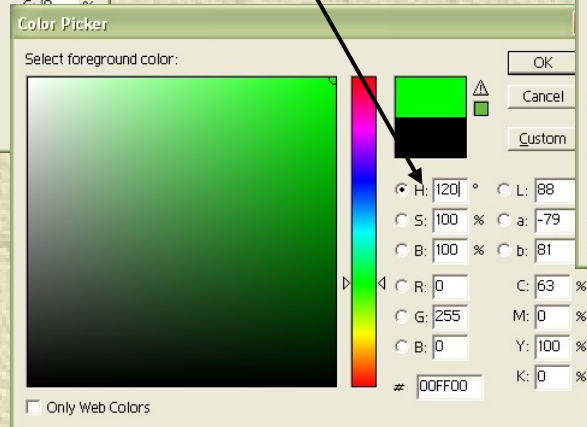 Color Picker
Select foreground color:
OK
Cancel
Custom
H: 120 °
L: 88
S: 100 %
a: -79
B: 100 %
b: 81
R: 0
C: 63 %
G: 255
M: 0 %
B: 0
Y: 100 %
# 00FF00
K: 0 %
Only Web Colors